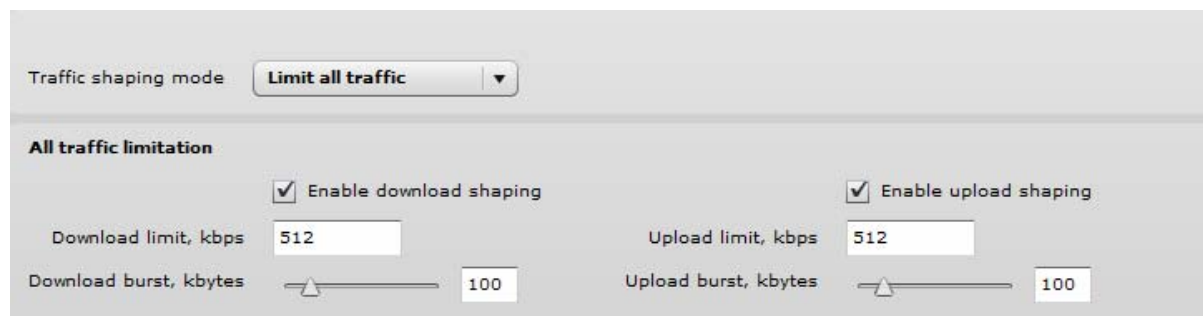 Traffic shaping mode Limit all traffic
All traffic limitation
Enable download shaping Enable upload shaping
Download limit, kbps 512 Upload limit, kbps 512
Download burst, kbytes 100 Upload burst, kbytes 100